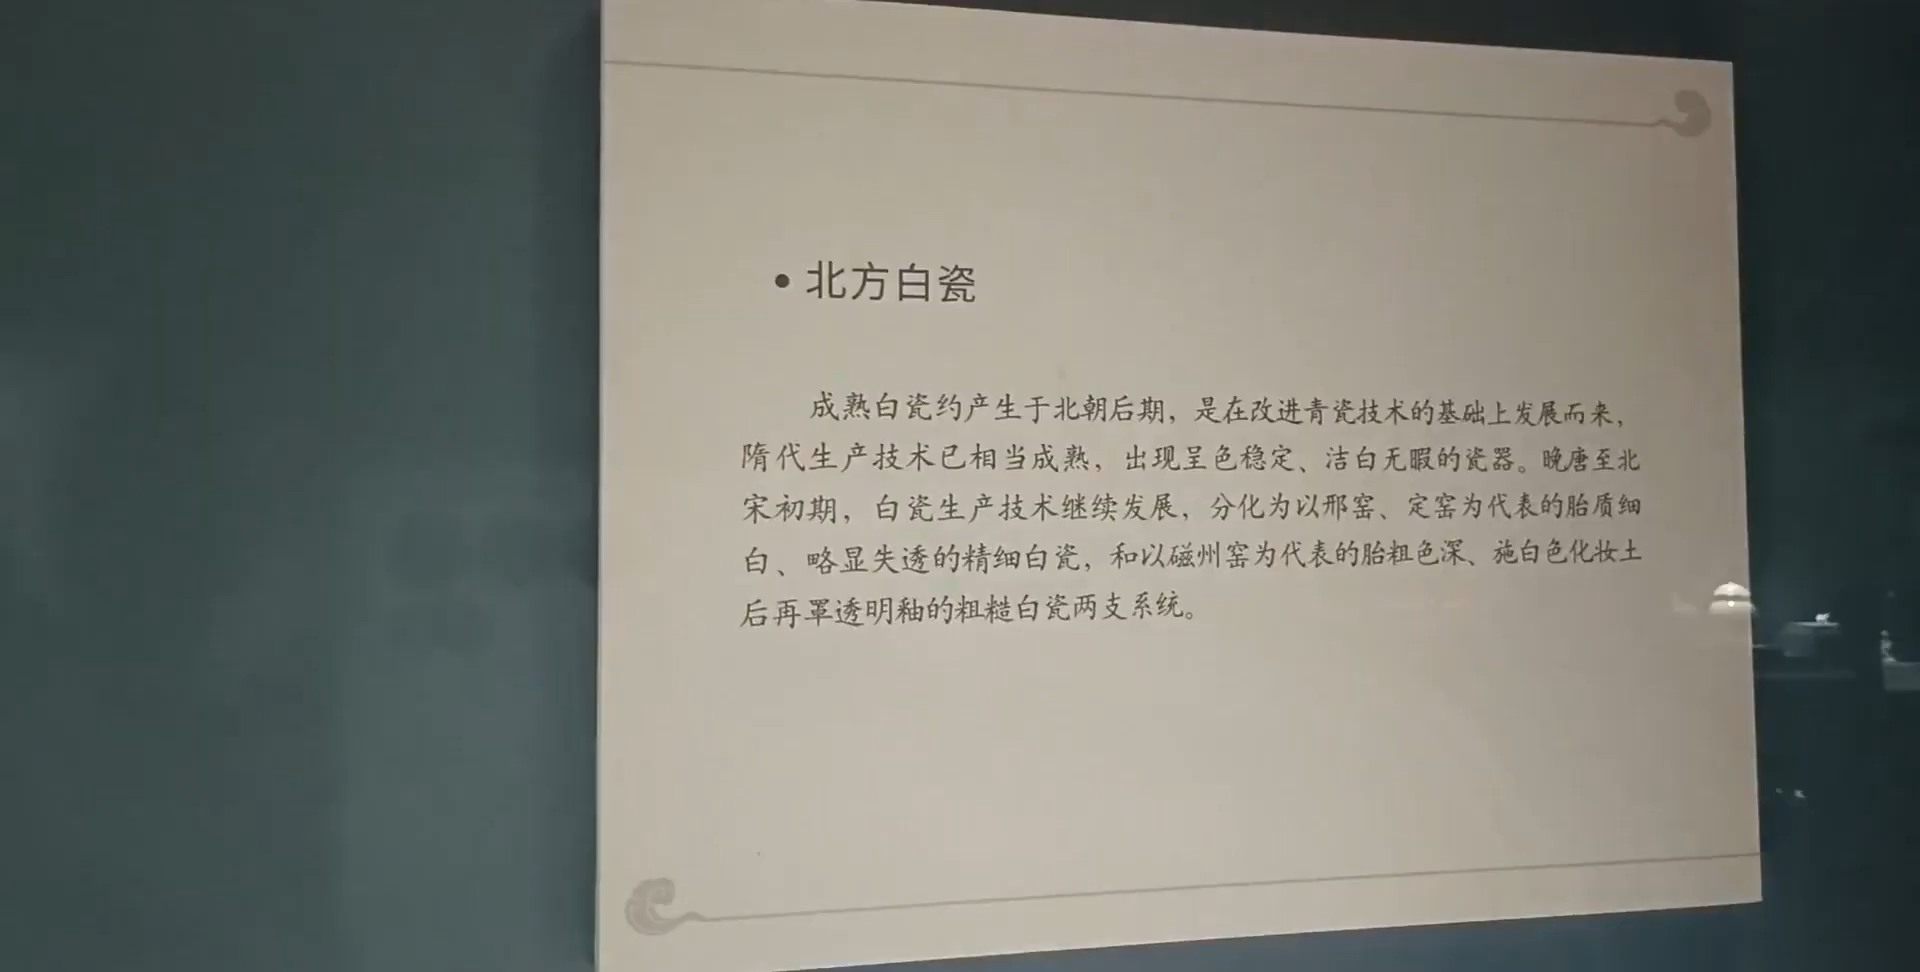 •北方白瓷
成熟白瓷约产生于北朝后期，是在改进青瓷技术的基础上发展而来，
隋代生产技术已相当成熟，出现呈色稳定、洁白无暇的瓷器。晚唐至北
宋初期，白瓷生产技术继续发展，分化为以邢窑、定窑为代表的胎质细
白、略显失透的精细白瓷，和以磁州窑为代表的胎粗色深、施白色化妆土
后再罩透明釉的粗糙白瓷两支系统。